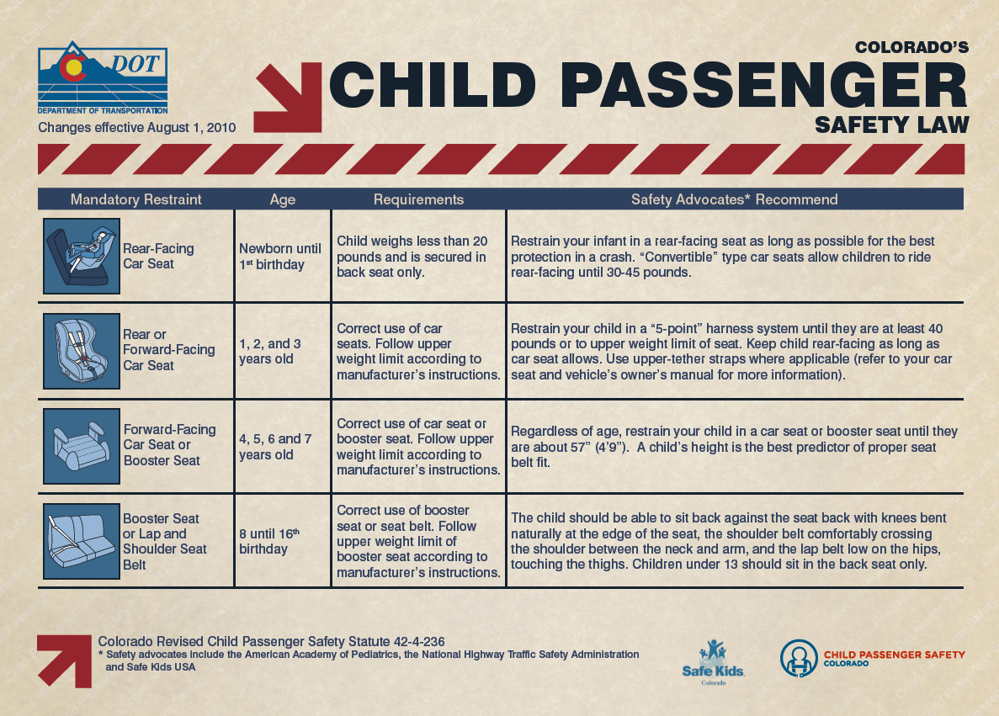 DOT
DEPARTMENT OF TRANSPORTATION
Changes effective August 1, 2010
COLORADO'S
CHILD PASSENGER
SAFETY LAW
Mandatory Restraint
Age
Requirements
Safety Advocates* Recommend
Rear-Facing
Car Seat
Newborn until
1st birthday
Child weighs less than 20
pounds and is secured in
back seat only.
Restrain your infant in a rear-facing seat as long as possible for the best
protection in a crash. “Convertible” type car seats allow children to ride
rear-facing until 30-45 pounds.
Rear or
Forward-Facing
Car Seat
1, 2, and 3
years old
Correct use of car
seats. Follow upper
weight limit according to
manufacturer's instructions.
Restrain your child in a “5-point” harness system until they are at least 40
pounds or to upper weight limit of seat. Keep child rear-facing as long as
car seat allows. Use upper-tether straps where applicable (refer to your car
seat and vehicle's owner's manual for more information).
Forward-Facing
Car Seat or
Booster Seat
4, 5, 6 and 7
years old
Correct use of car seat or
booster seat. Follow upper
weight limit according to
manufacturer's instructions.
Regardless of age, restrain your child in a car seat or booster seat until they
are about 57” (4'9”). A child's height is the best predictor of proper seat
belt fit.
Booster Seat
or Lap and
Shoulder Seat
Belt
8 until 16th
birthday
Correct use of booster
seat or seat belt. Follow
upper weight limit of
booster seat according to
manufacturer's instructions.
The child should be able to sit back against the seat back with knees bent
naturally at the edge of the seat, the shoulder belt comfortably crossing
the shoulder between the neck and arm, and the lap belt low on the hips,
touching the thighs. Children under 13 should sit in the back seat only.
Colorado Revised Child Passenger Safety Statute 42-4-236
* Safety advocates include the American Academy of Pediatrics, the National Highway Traffic Safety Administration
and Safe Kids USA
Safe Kids
Colorado
CHILD PASSENGER SAFETY
COLORADO